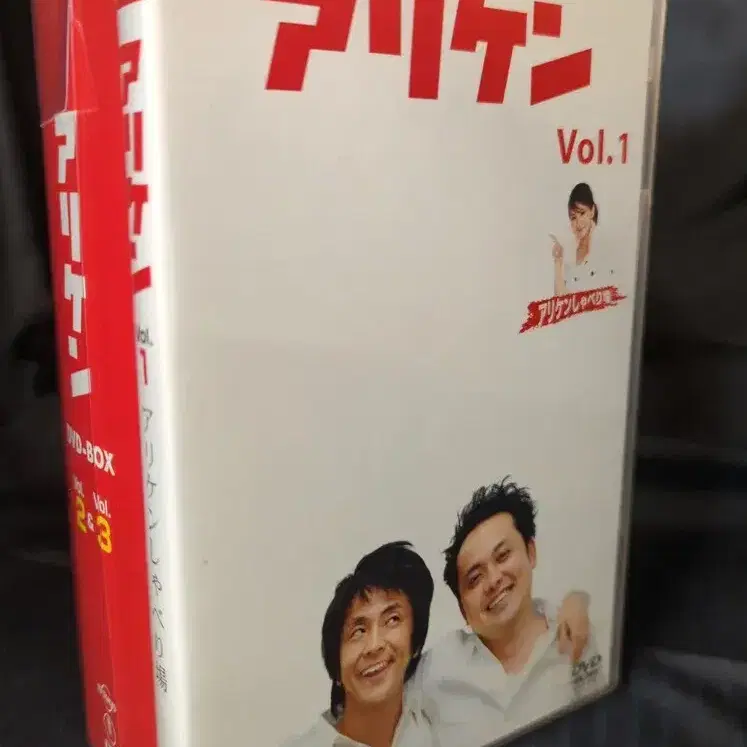 アリケン
Vol.1
アリケンしゃべり場
アリケン
Vol.
1
アリケンしゃべり場
アリケン
DVD-BOX
Vol. Vol.
2&3
DVD